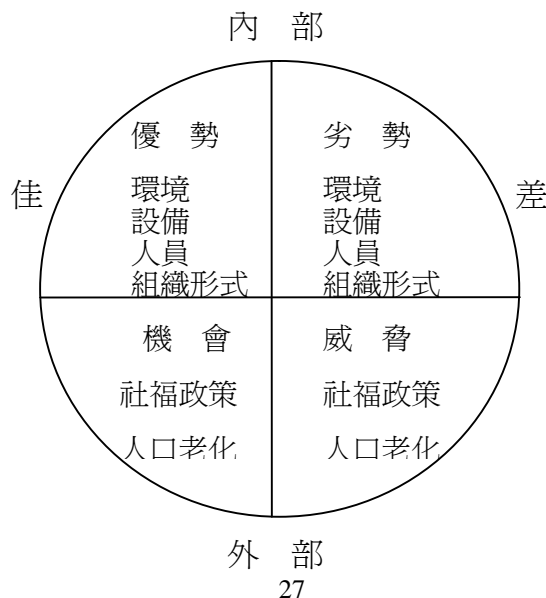 內 部
優 勢
劣 勢
佳
差
環境
設備
人員
組織形式
環境
設備
人員
組織形式
機 會
社福政策
人口老化
威 脅
社福政策
人口老化
外 部
27